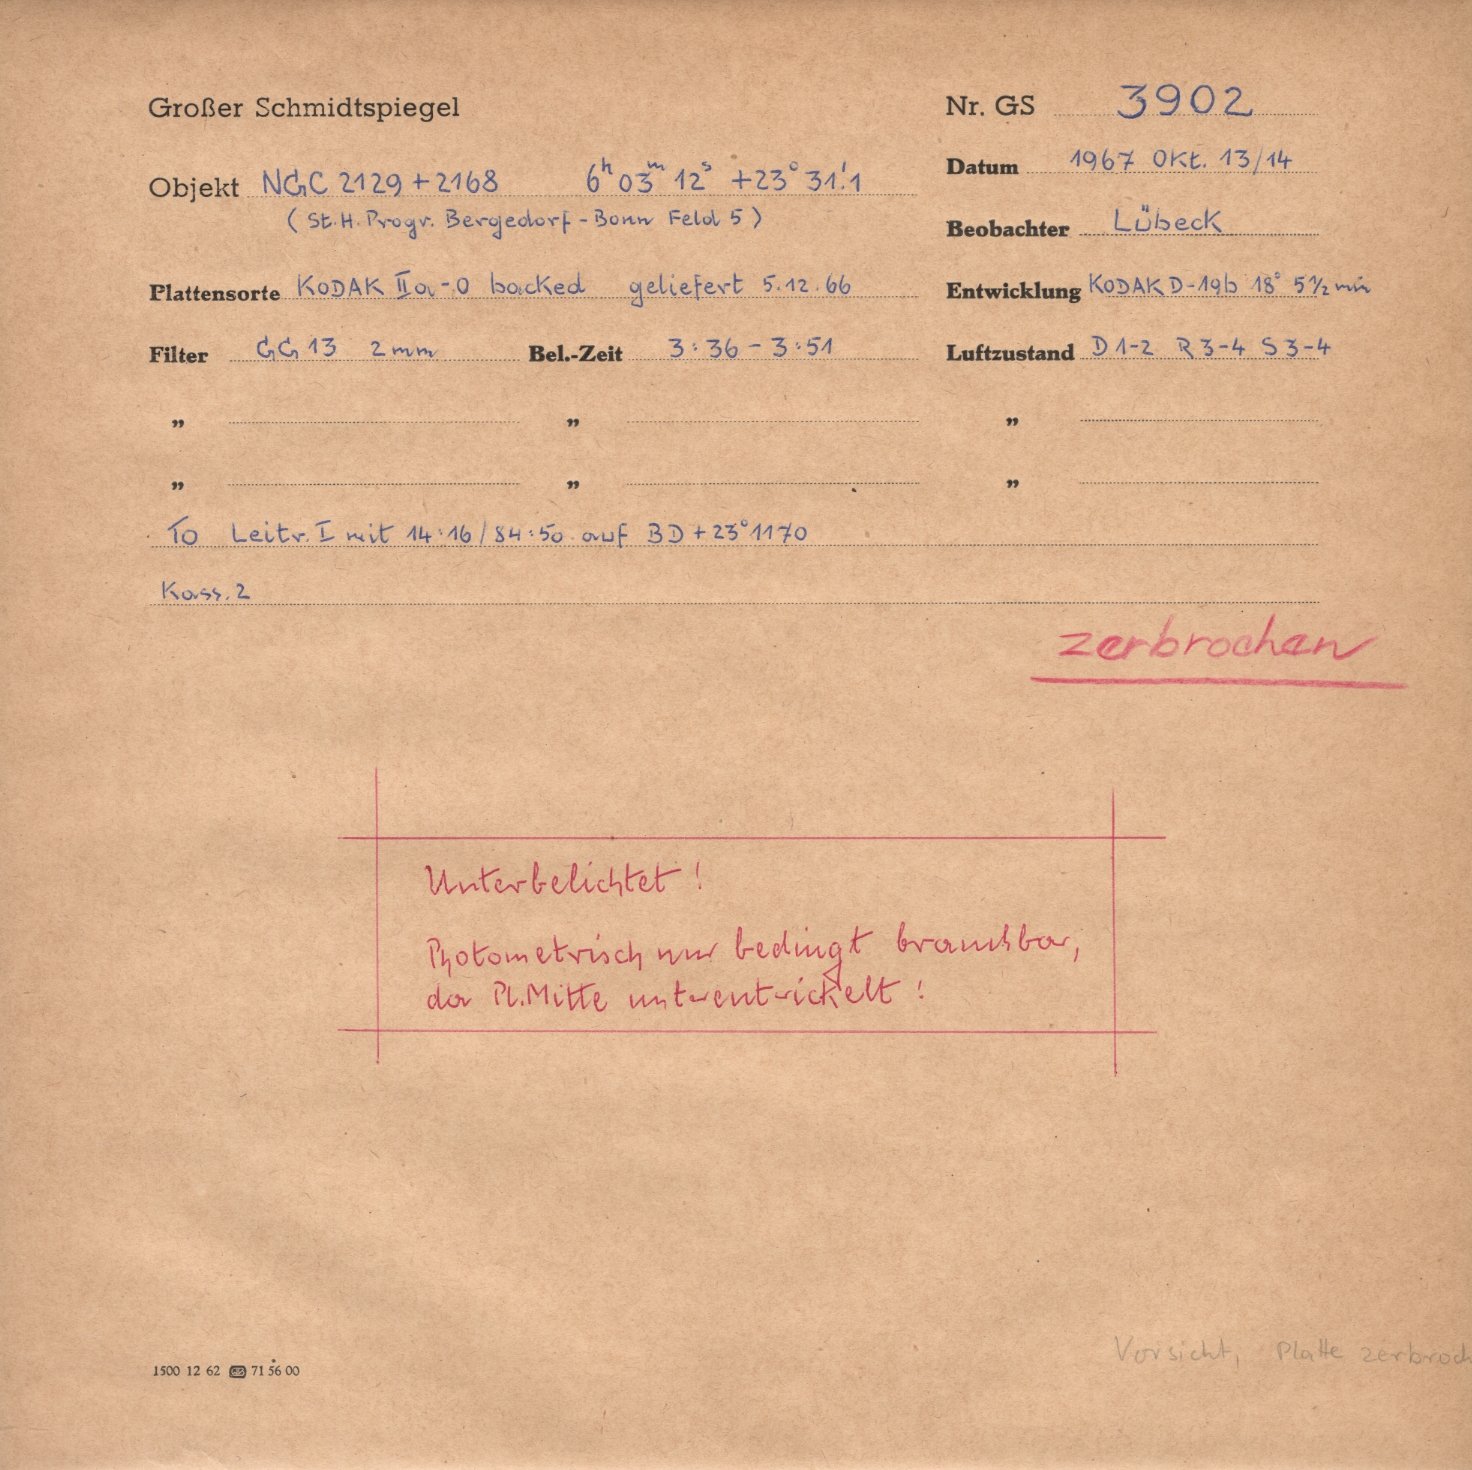 Großer Schmidtspiegel
Nr. GS 3902
Objekt NGC 2129 + 2168 6h 03m 12s +23° 31'.1
Datum 1967 Okt. 13/14
(St.H. Progr. Bergedorf - Bonn Feld 5)
Beobachter Lübeck
Plattensorte KODAK IIa-O backed geliefert 5.12.66
Entwicklung KODAK D-19b 18° 5 1/2 min
Filter GG 13 2mm Bel.-Zeit 3:36 - 3:51
Luftzustand D 1-2 R 3-4 S 3-4
" " "
" " "
TO Leitr. I mit 14:16 / 84:50 auf BD + 23° 1170
Kass. 2
zerbrochen
Unterbelichtet !
Photometrisch nur bedingt brauchbar,
da Pl.Mitte unterentwickelt !
1500 12 62 71 56 00
Vorsicht, Platte zerbroch